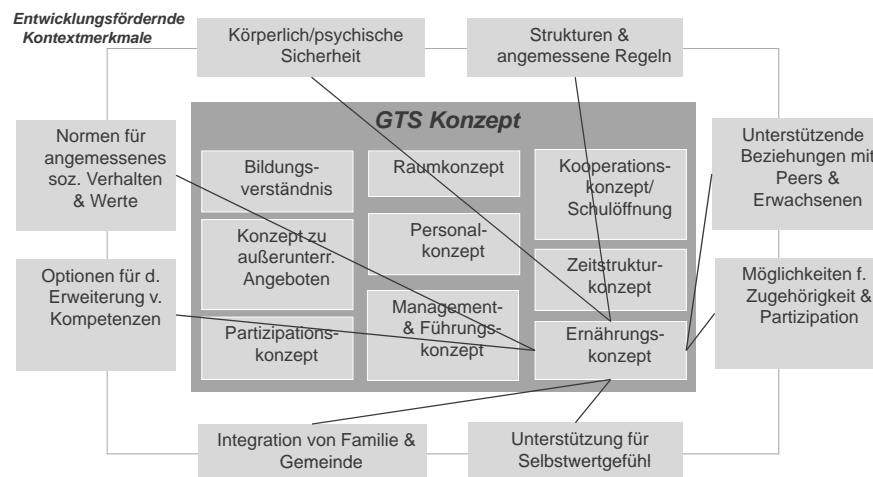 Entwicklungsfördernde
Kontextmerkmale
Körperlich/psychische
Sicherheit
Strukturen &
angemessene Regeln
Normen für
angemessenes
soz. Verhalten
& Werte
GTS Konzept
Unterstützende
Beziehungen mit
Peers &
Erwachsenen
Bildungs-
verständnis
Raumkonzept
Kooperations-
konzept/
Schulöffnung
Konzept zu
außerunterr.
Angeboten
Personal-
konzept
Zeitstruktur-
konzept
Optionen für d.
Erweiterung v.
Kompetenzen
Möglichkeiten f.
Zugehörigkeit &
Partizipation
Partizipations-
konzept
Management-
& Führungs-
konzept
Ernährungs-
konzept
Integration von Familie &
Gemeinde
Unterstützung für
Selbstwertgefühl